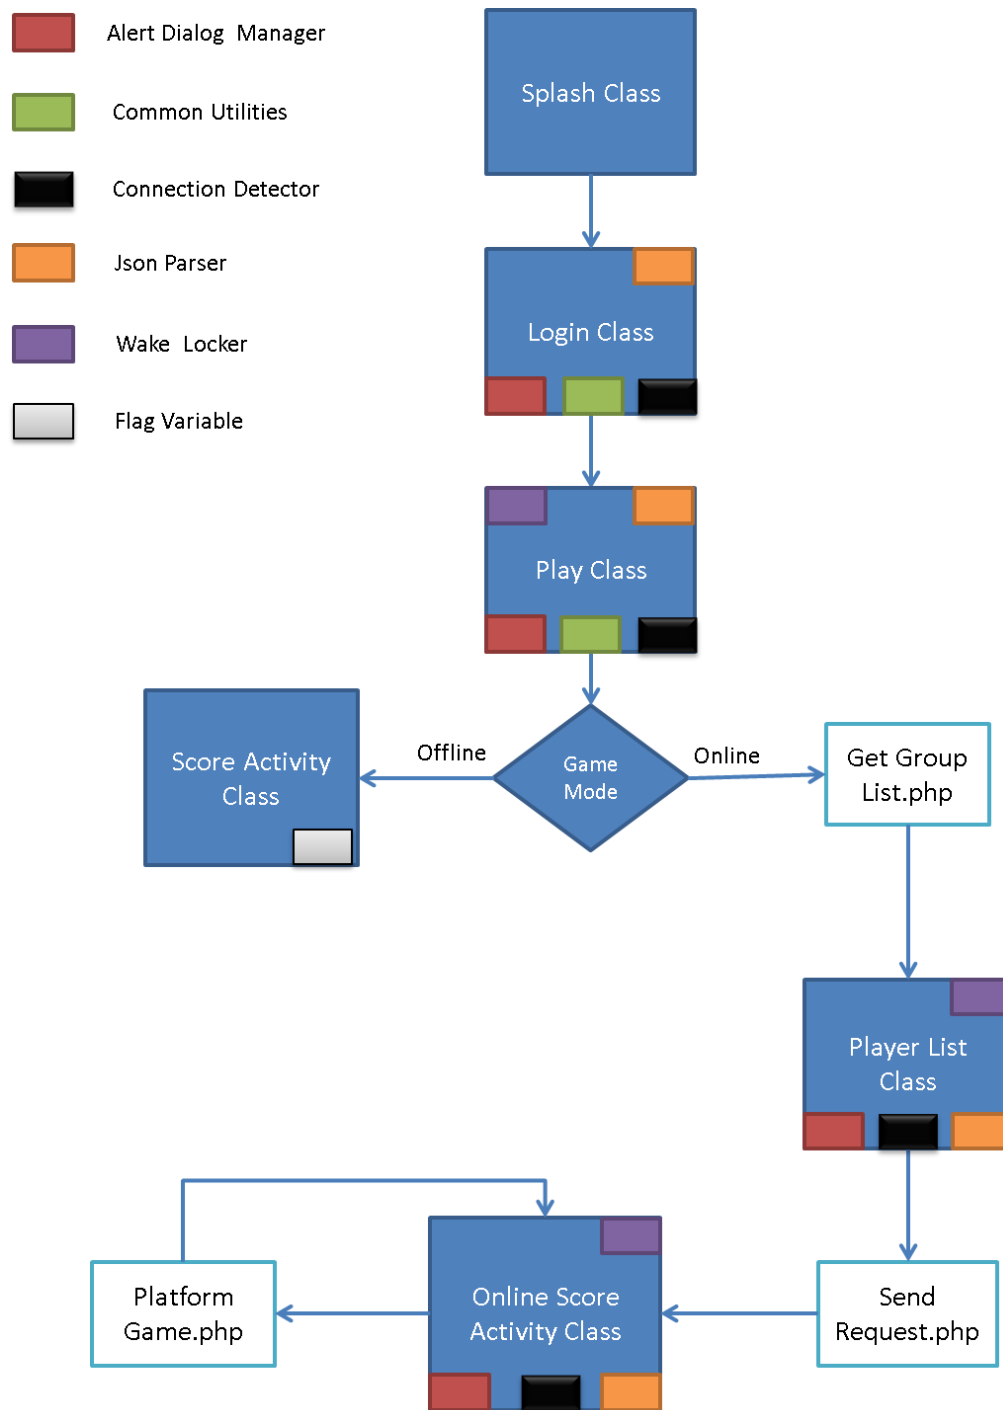 Alert Dialog Manager
Common Utilities
Connection Detector
Json Parser
Wake Locker
Flag Variable
Splash Class
Login Class
Play Class
Game
Mode
Offline
Online
Score Activity
Class
Get Group
List.php
Player List
Class
Send
Request.php
Online Score
Activity Class
Platform
Game.php